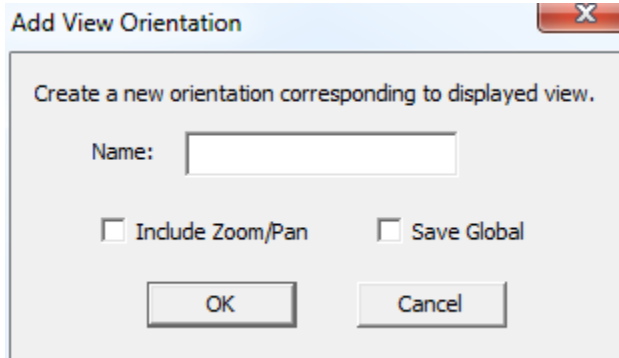 Add View Orientation
Create a new orientation corresponding to displayed view.
Name:
Include Zoom/Pan Save Global
OK Cancel